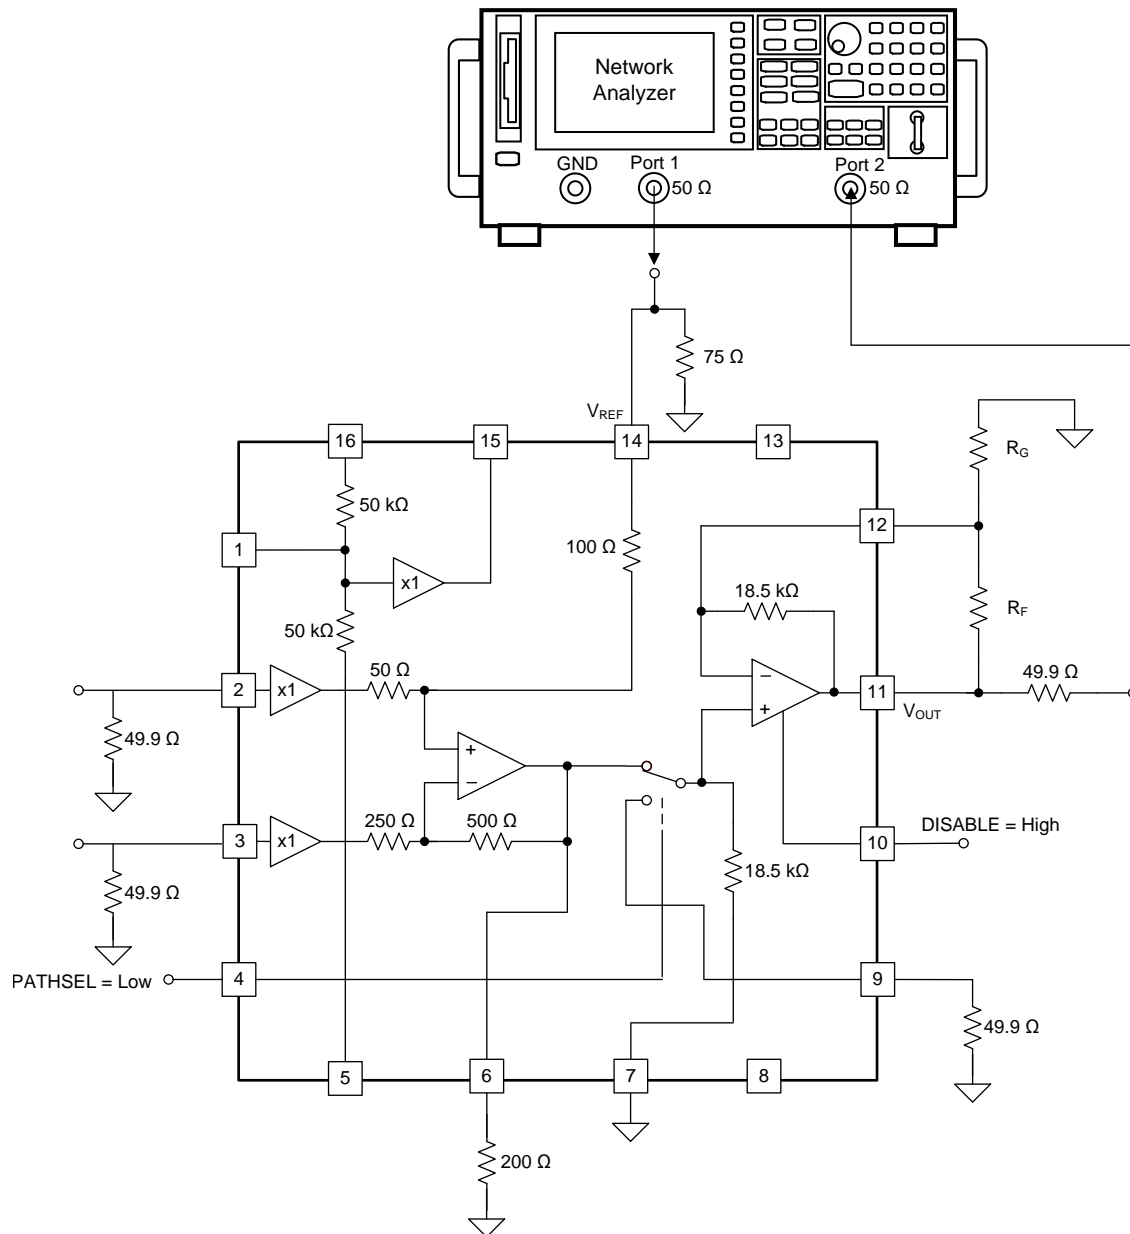 Network
Analyzer
GND
Port 1
50 Ω
Port 2
50 Ω
75 Ω
VREF
16
15
14
13
RG
50 kΩ
12
1
100 Ω
x1
18.5 kΩ
RF
50 kΩ
50 Ω
49.9 Ω
2
x1
−
+
11
VOUT
49.9 Ω
+
−
250 Ω
500 Ω
3
x1
DISABLE = High
10
18.5 kΩ
49.9 Ω
PATHSEL = Low
4
9
49.9 Ω
5
6
7
8
200 Ω